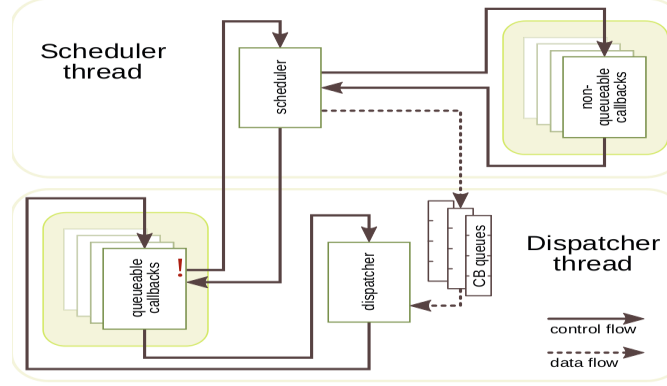 Scheduler
thread
scheduler
non-
queueable
callbacks
Dispatcher
thread
CB queues
dispatcher
queueable
callbacks
!
control flow
data flow